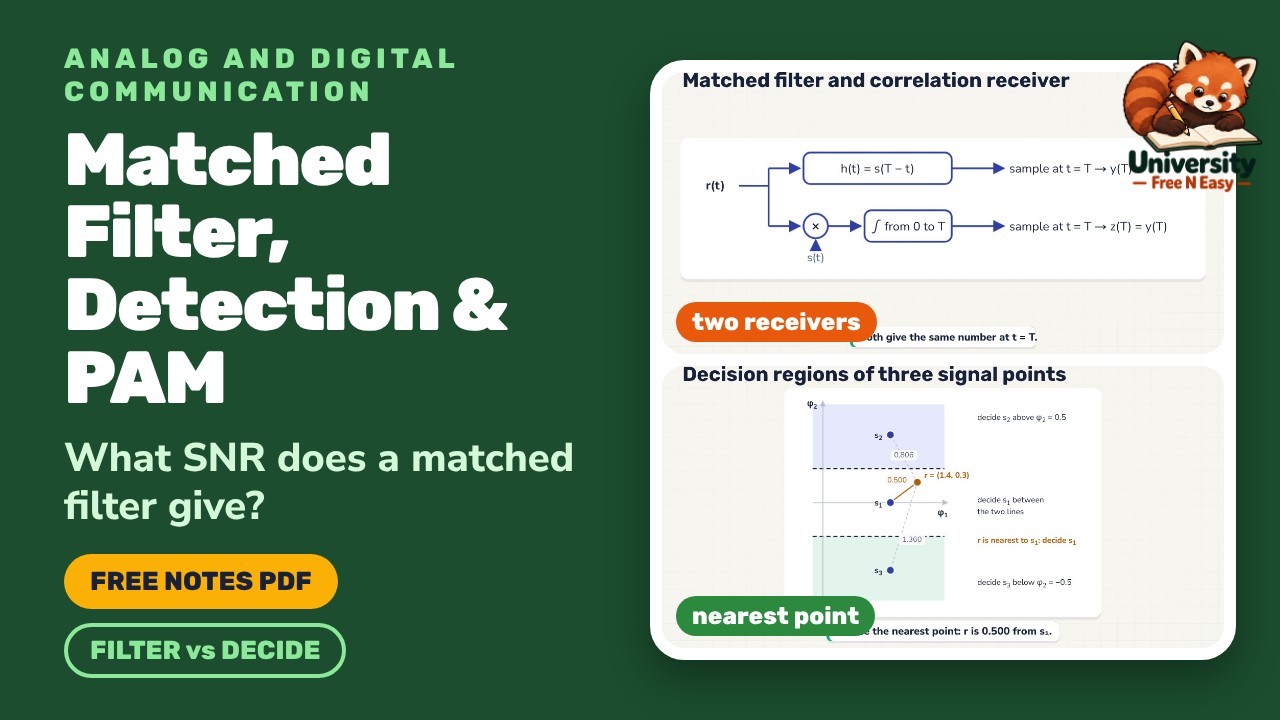 ANALOG AND DIGITAL
COMMUNICATION
Matched
Filter,
Detection &
PAM
What SNR does a matched
filter give?
FREE NOTES PDF
FILTER vs DECIDE
Matched filter and correlation receiver
r(t)
h(t) = s(T − t)
sample at t = T → y(T)
×
∫ from 0 to T
sample at t = T → z(T) = y(T)
s(t)
two receivers
oth give the same number at t = T.
University
Free N Easy
Decision regions of three signal points
φ₂
s₂
0.806
decide s₂ above φ₂ = 0.5
r = (1.4, 0.3)
0.500
s₁
φ₁
decide s₁ between
the two lines
1.360
r is nearest to s₁: decide s₁
s₃
decide s₃ below φ₂ = −0.5
nearest point
the nearest point: r is 0.500 from s₁.